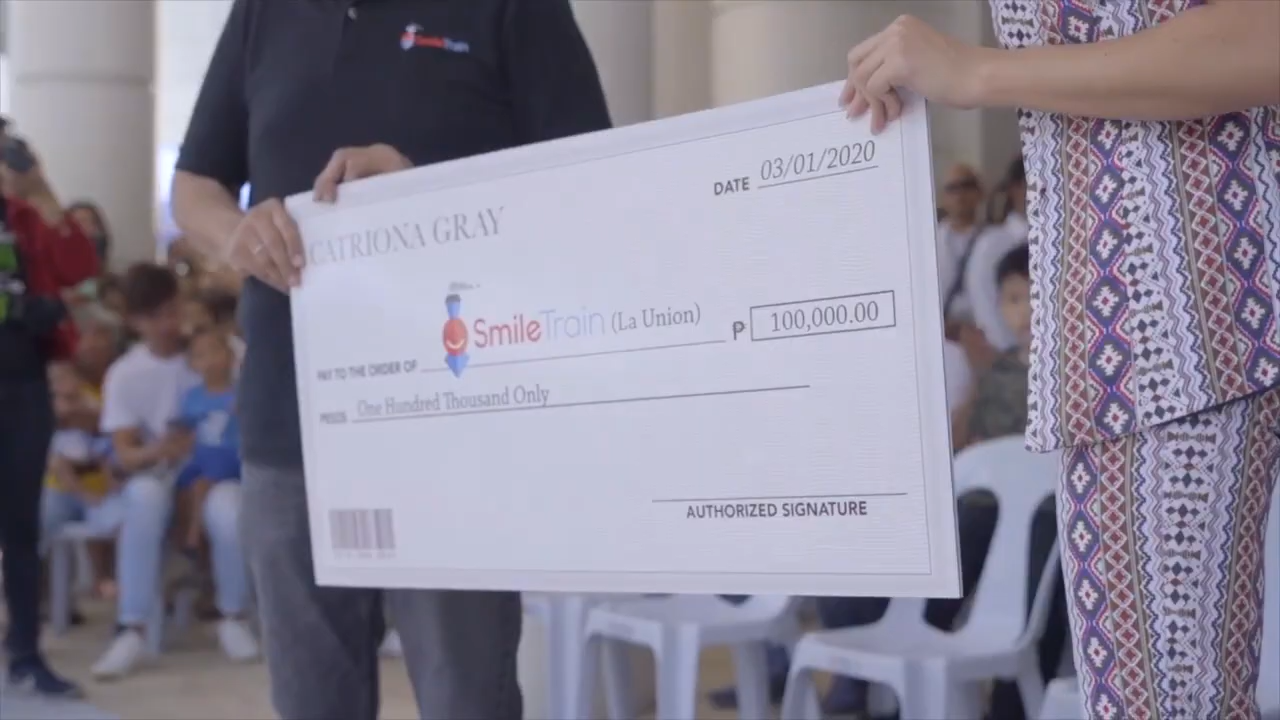 SmileTrain
DATE 03/01/2020
CATRIONA GRAY
PAY TO THE ORDER OF SmileTrain (La Union) ₱ 100,000.00
PESOS One Hundred Thousand Only
AUTHORIZED SIGNATURE